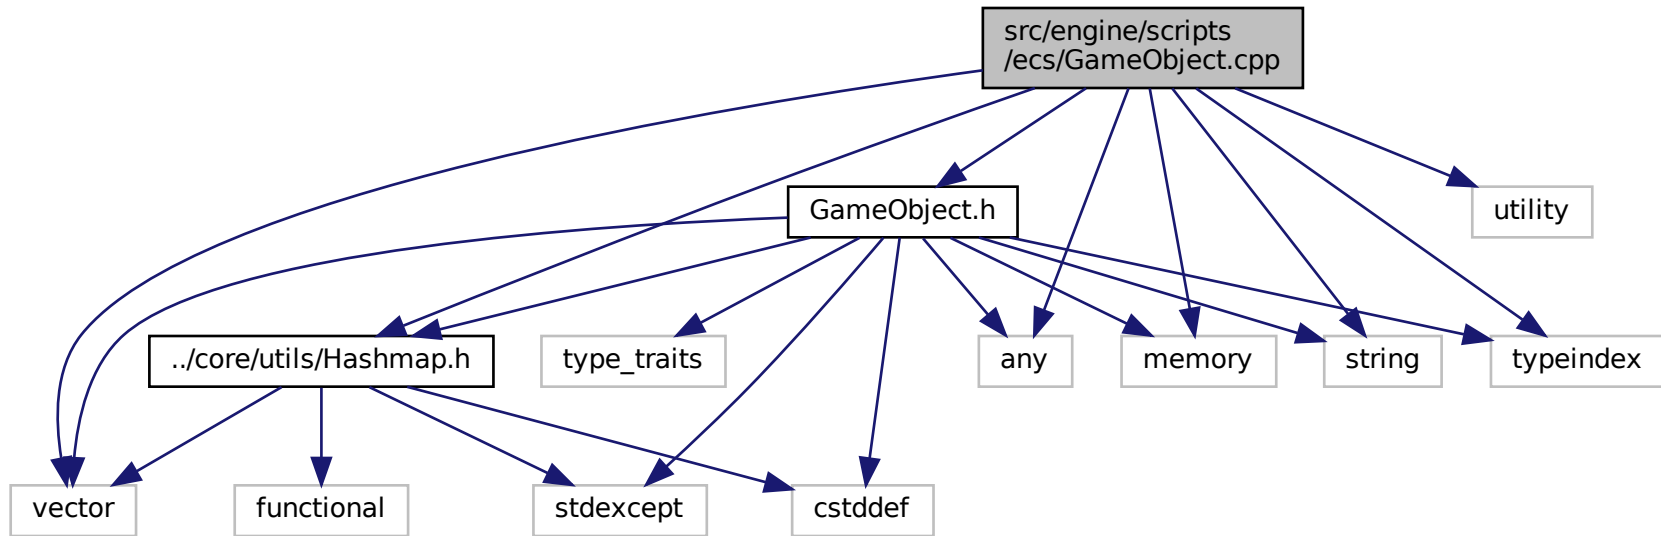 src/engine/scripts
/ecs/GameObject.cpp
GameObject.h
utility
../core/utils/Hashmap.h
type_traits
any
memory
string
typeindex
vector
functional
stdexcept
cstddef